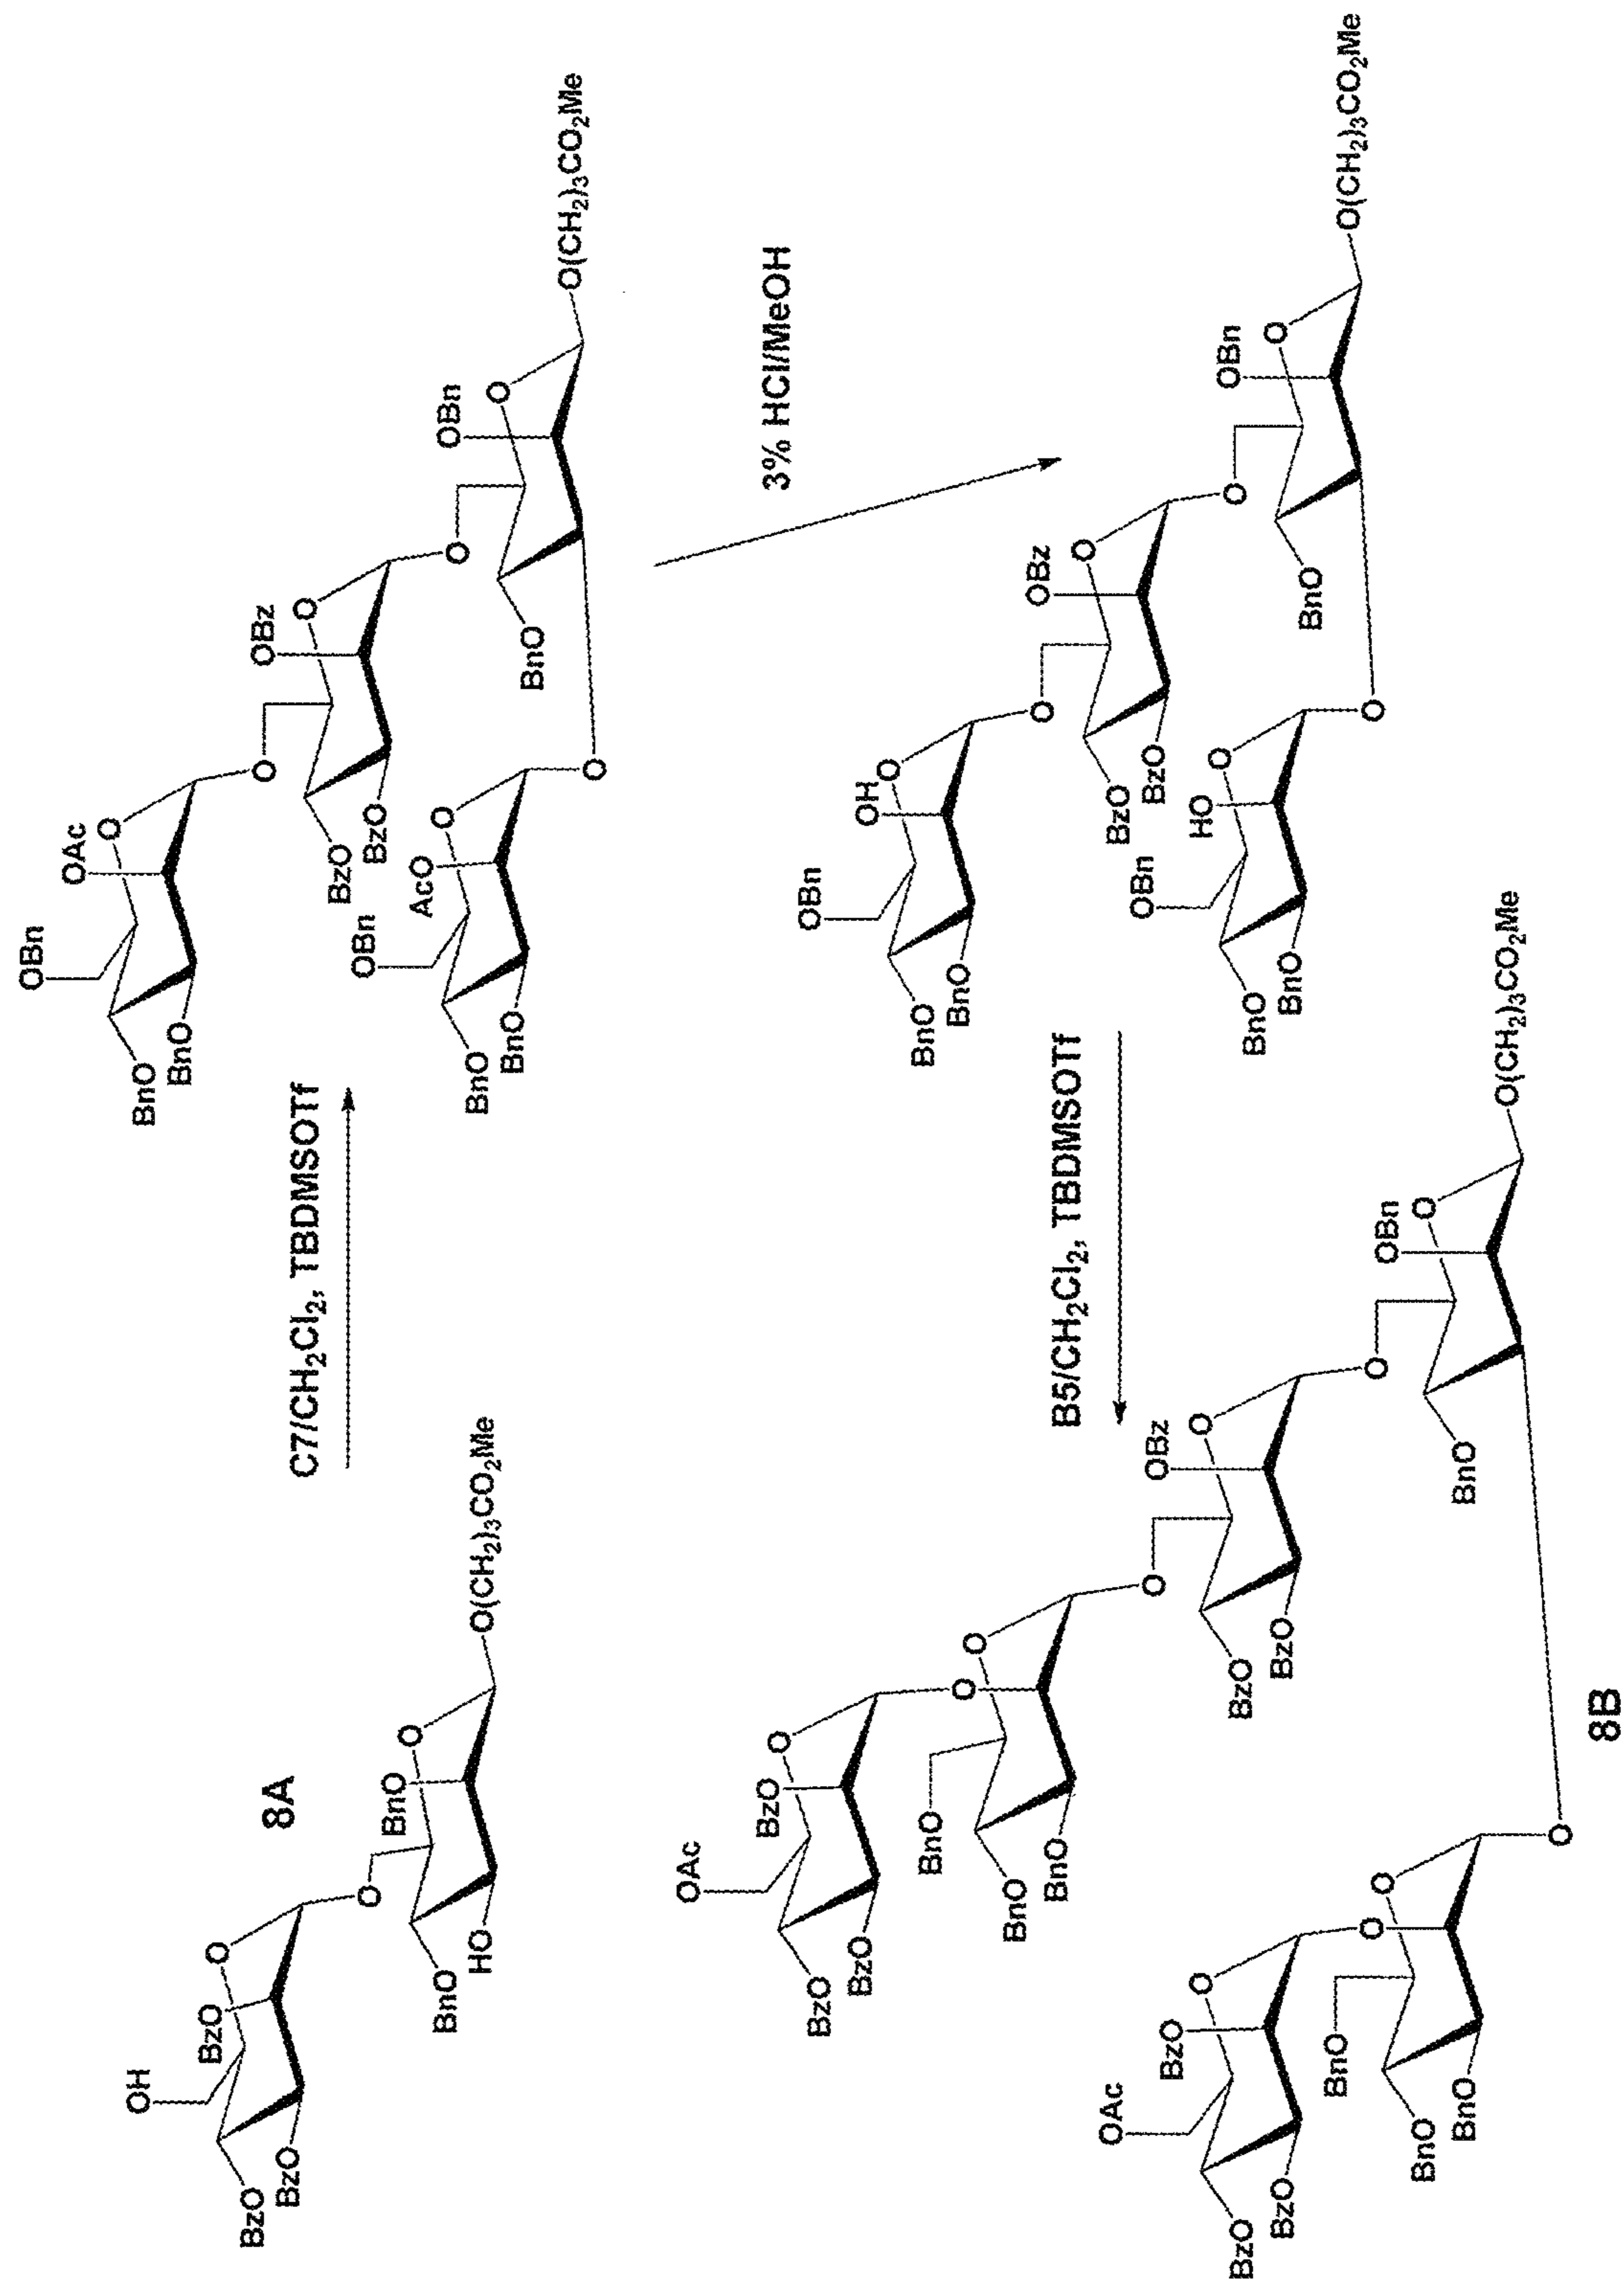 OH
BzO
O
BzO
BzO
8A
O
BnO
O
BnO
HO
O(CH₂)₃CO₂Me
C7/CH₂Cl₂, TBDMSOTf
OBn
OAc
O
BnO
BnO
O
OBz
O
BzO
BzO
OBn
AcO
O
BnO
BnO
O
OBn
O
BnO
O
O(CH₂)₃CO₂Me
3% HCl/MeOH
OBn
OH
O
BnO
BnO
O
OBz
O
BzO
BzO
OBn
HO
O
BnO
BnO
O
OBn
O
BnO
O
O(CH₂)₃CO₂Me
B5/CH₂Cl₂, TBDMSOTf
OAc
BzO
O
BzO
BzO
O
O
BnO
BnO
BnO
O
OBz
O
BzO
BzO
OAc
BzO
O
BzO
BzO
O
O
BnO
BnO
BnO
O
OBn
O
BnO
O
O(CH₂)₃CO₂Me
8B